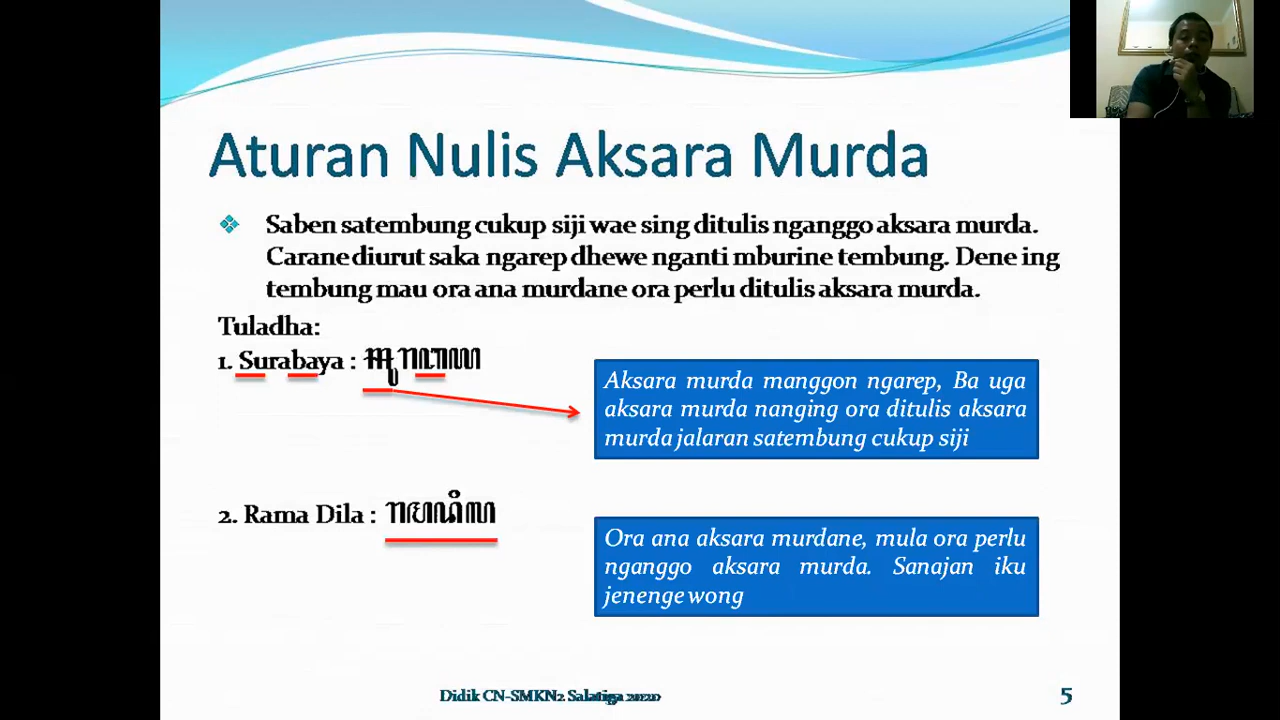 Aturan Nulis Aksara Murda
Saben satembung cukup siji wae sing ditulis nganggo aksara murda.
Carane diurut saka ngarep dhewe nganti mburine tembung. Dene ing
tembung mau ora ana murdane ora perlu ditulis aksara murda.
Tuladha:
1. Surabaya : ꦯꦸꦫꦧꦪ
Aksara murda manggon ngarep, Ba uga
aksara murda nanging ora ditulis aksara
murda jalaran satembung cukup siji
2. Rama Dila : ꦫꦩꦢꦶꦭ
Ora ana aksara murdane, mula ora perlu
nganggo aksara murda. Sanajan iku
jenenge wong
Didik CN-SMKN2 Salatiga 2020
5